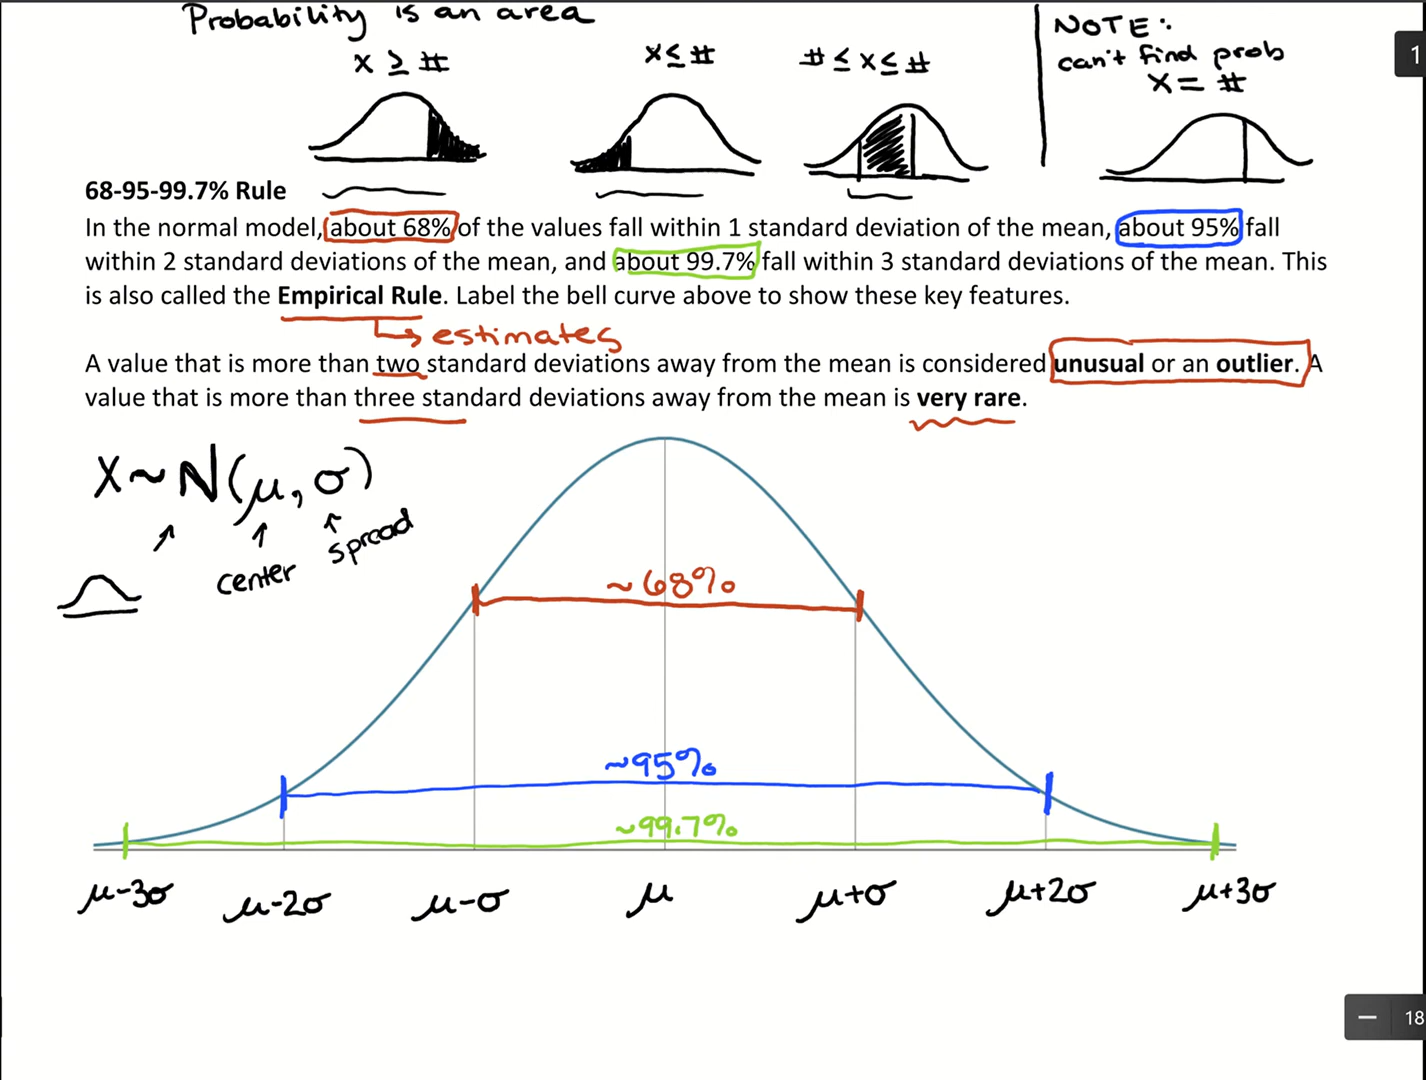 Probability is an area
x ≥ #
x ≤ #
# ≤ x ≤ #
NOTE:
can't find prob
x = #
1
68-95-99.7% Rule
In the normal model, about 68% of the values fall within 1 standard deviation of the mean, about 95% fall
within 2 standard deviations of the mean, and about 99.7% fall within 3 standard deviations of the mean. This
is also called the Empirical Rule. Label the bell curve above to show these key features.
estimates
A value that is more than two standard deviations away from the mean is considered unusual or an outlier. A
value that is more than three standard deviations away from the mean is very rare.
X~N(μ, σ)
center
spread
~68%
~95%
~99.7%
μ-3σ
μ-2σ
μ-σ
μ
μ+σ
μ+2σ
μ+3σ
18